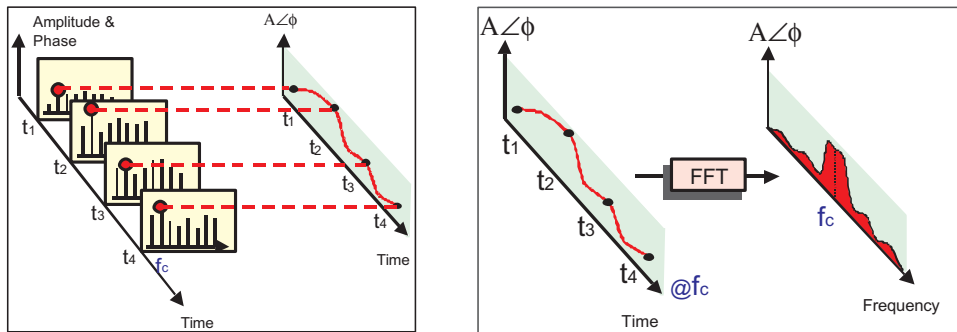 Amplitude &
Phase
t1
t2
t3
t4
fc
Time
A∠ϕ
t1
t2
t3
t4
Time
A∠ϕ
t1
t2
t3
t4
@fc
Time
FFT
A∠ϕ
fc
Frequency